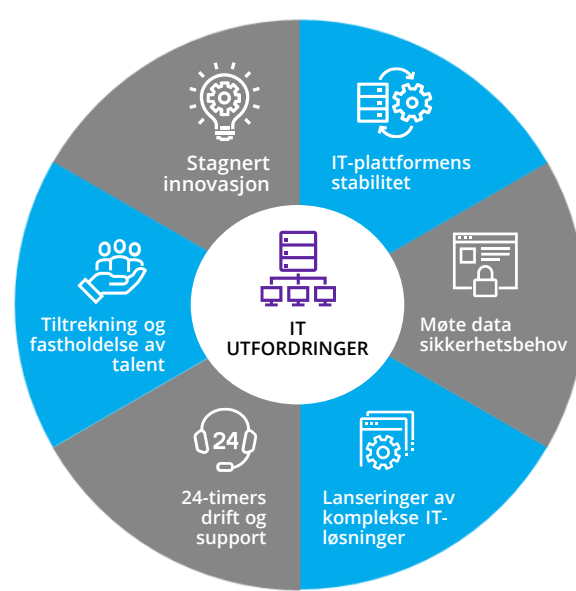 Stagnert
innovasjon
IT-plattformens
stabilitet
Tiltrekning og
fastholdelse av
talent
IT
UTFORDRINGER
Møte data
sikkerhetsbehov
24
24-timers
drift og
support
Lanseringer av
komplekse IT-
løsninger